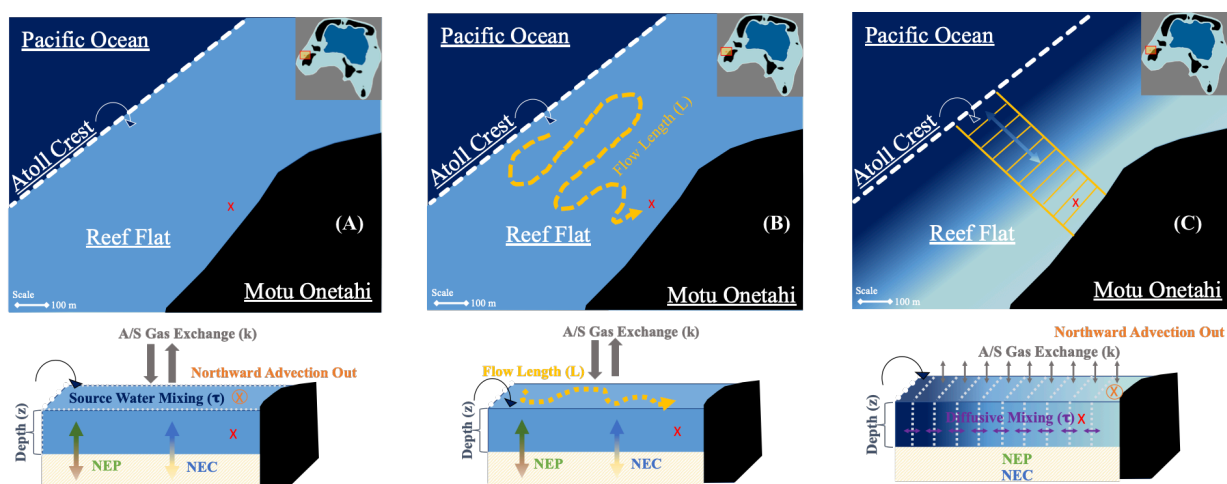 Pacific Ocean
Atoll Crest
Reef Flat
(A)
Scale
100 m
Motu Onetahi
A/S Gas Exchange (k)
Northward Advection Out
Source Water Mixing (τ)
X
Depth (z)
X
NEP
NEC
Pacific Ocean
Atoll Crest
Flow Length (L)
X
Reef Flat
(B)
Scale
100 m
Motu Onetahi
A/S Gas Exchange (k)
Flow Length (L)
Depth (z)
X
NEP
NEC
Pacific Ocean
Atoll Crest
X
Reef Flat
(C)
Scale
100 m
Motu Onetahi
Northward Advection Out
A/S Gas Exchange (k)
X
Depth (z)
Diffusive Mixing (τ)
X
NEP
NEC